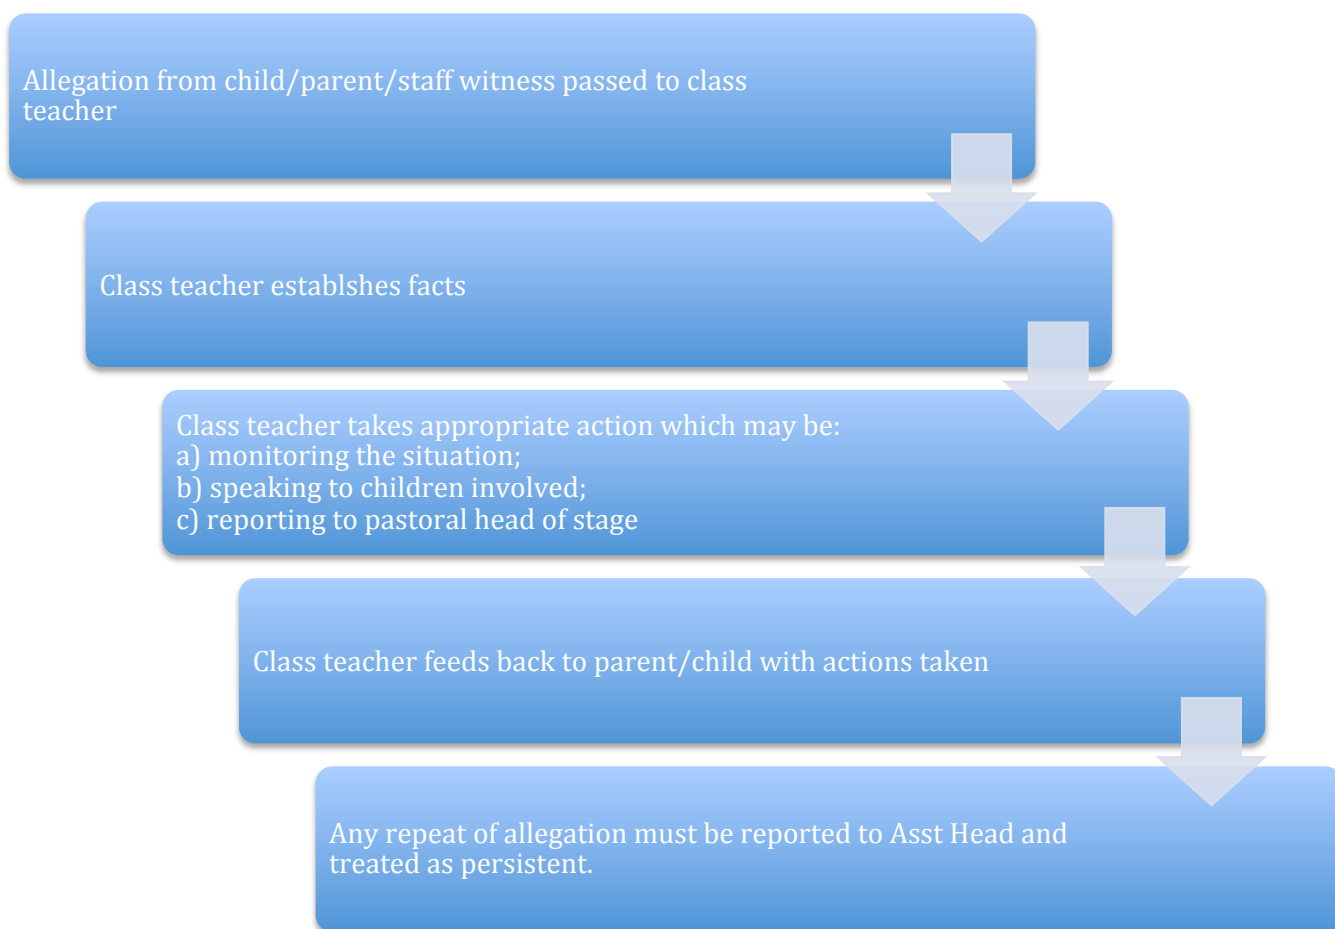 Allegation from child/parent/staff witness passed to class
teacher
Class teacher establshes facts
Class teacher takes appropriate action which may be:
a) monitoring the situation;
b) speaking to children involved;
c) reporting to pastoral head of stage
Class teacher feeds back to parent/child with actions taken
Any repeat of allegation must be reported to Asst Head and
treated as persistent.